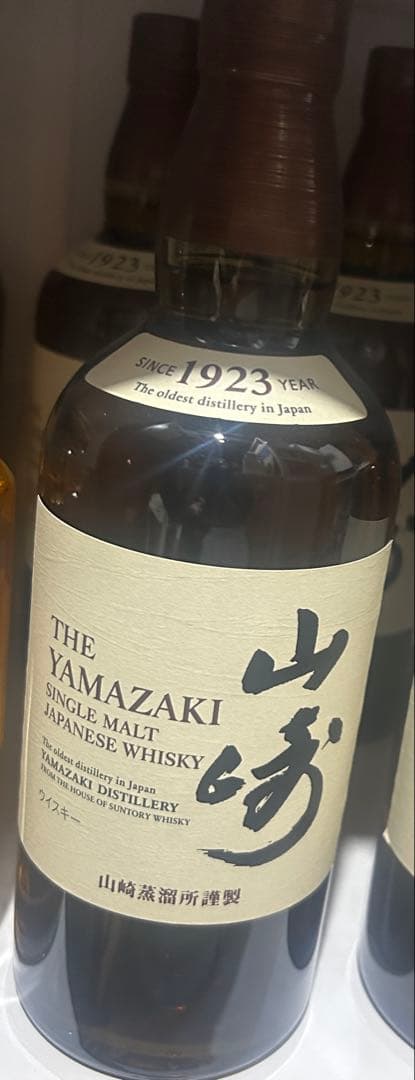 SINCE 1923 YEAR
The oldest distillery in Japan
THE
YAMAZAKI
SINGLE MALT
JAPANESE WHISKY
The oldest distillery in Japan
YAMAZAKI DISTILLERY
FROM THE HOUSE OF SUNTORY WHISKY
ウイスキー
山崎
山崎蒸溜所謹製
1923
1923